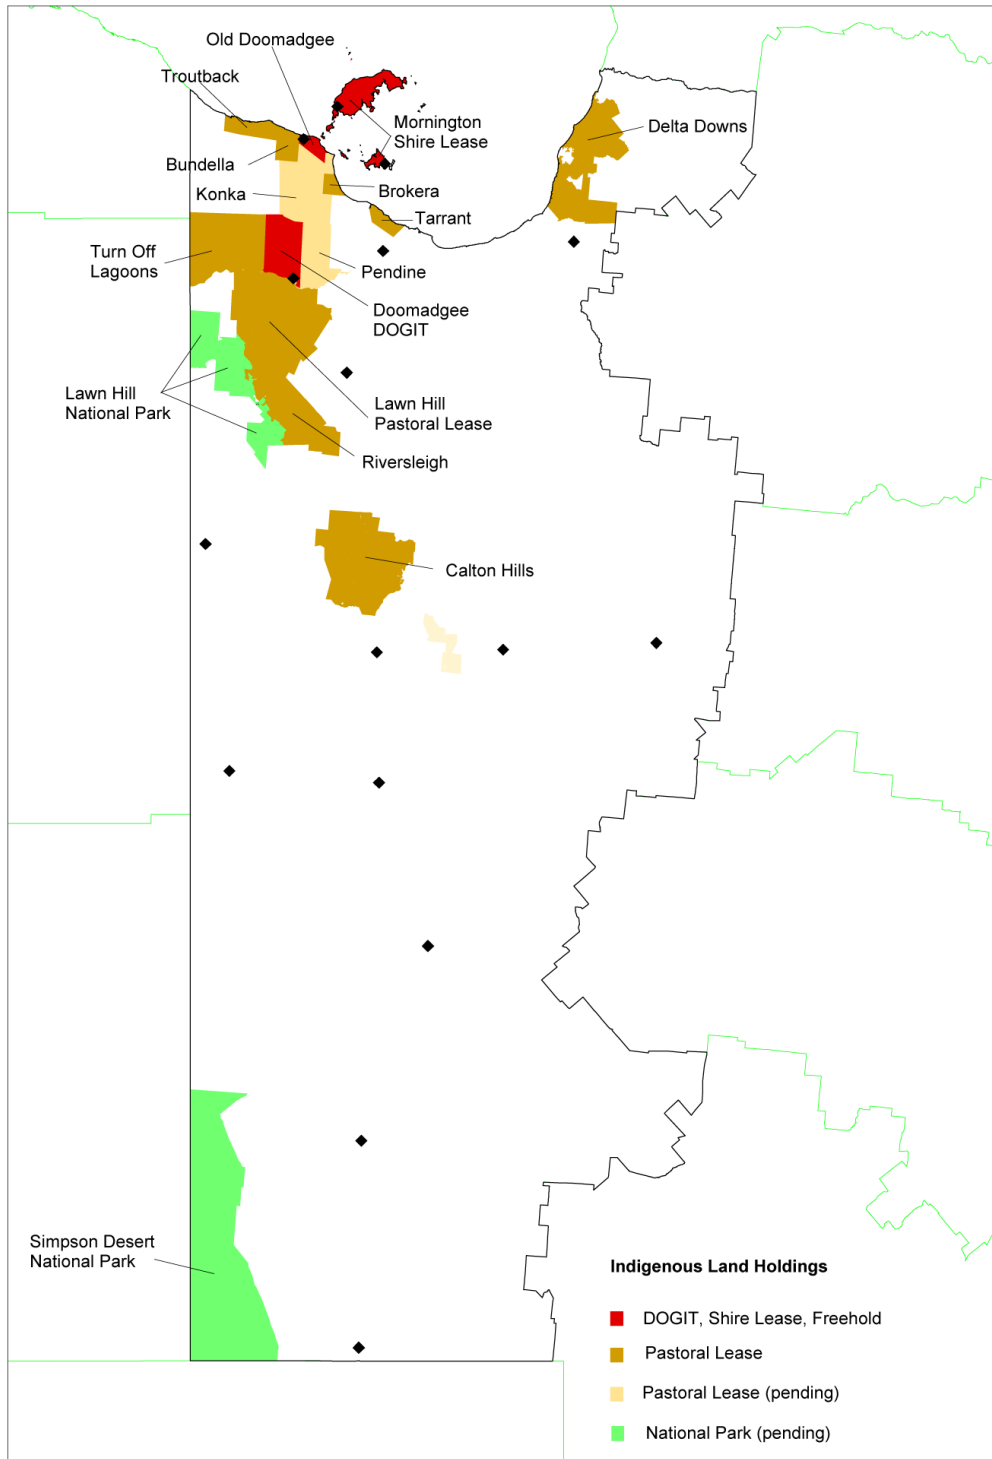 Old Doomadgee
Troutback
Mornington
Shire Lease
Delta Downs
Bundella
Konka
Brokera
Tarrant
Turn Off
Lagoons
Pendine
Doomadgee
DOGIT
Lawn Hill
National Park
Lawn Hill
Pastoral Lease
Riversleigh
Calton Hills
Simpson Desert
National Park
Indigenous Land Holdings
DOGIT, Shire Lease, Freehold
Pastoral Lease
Pastoral Lease (pending)
National Park (pending)